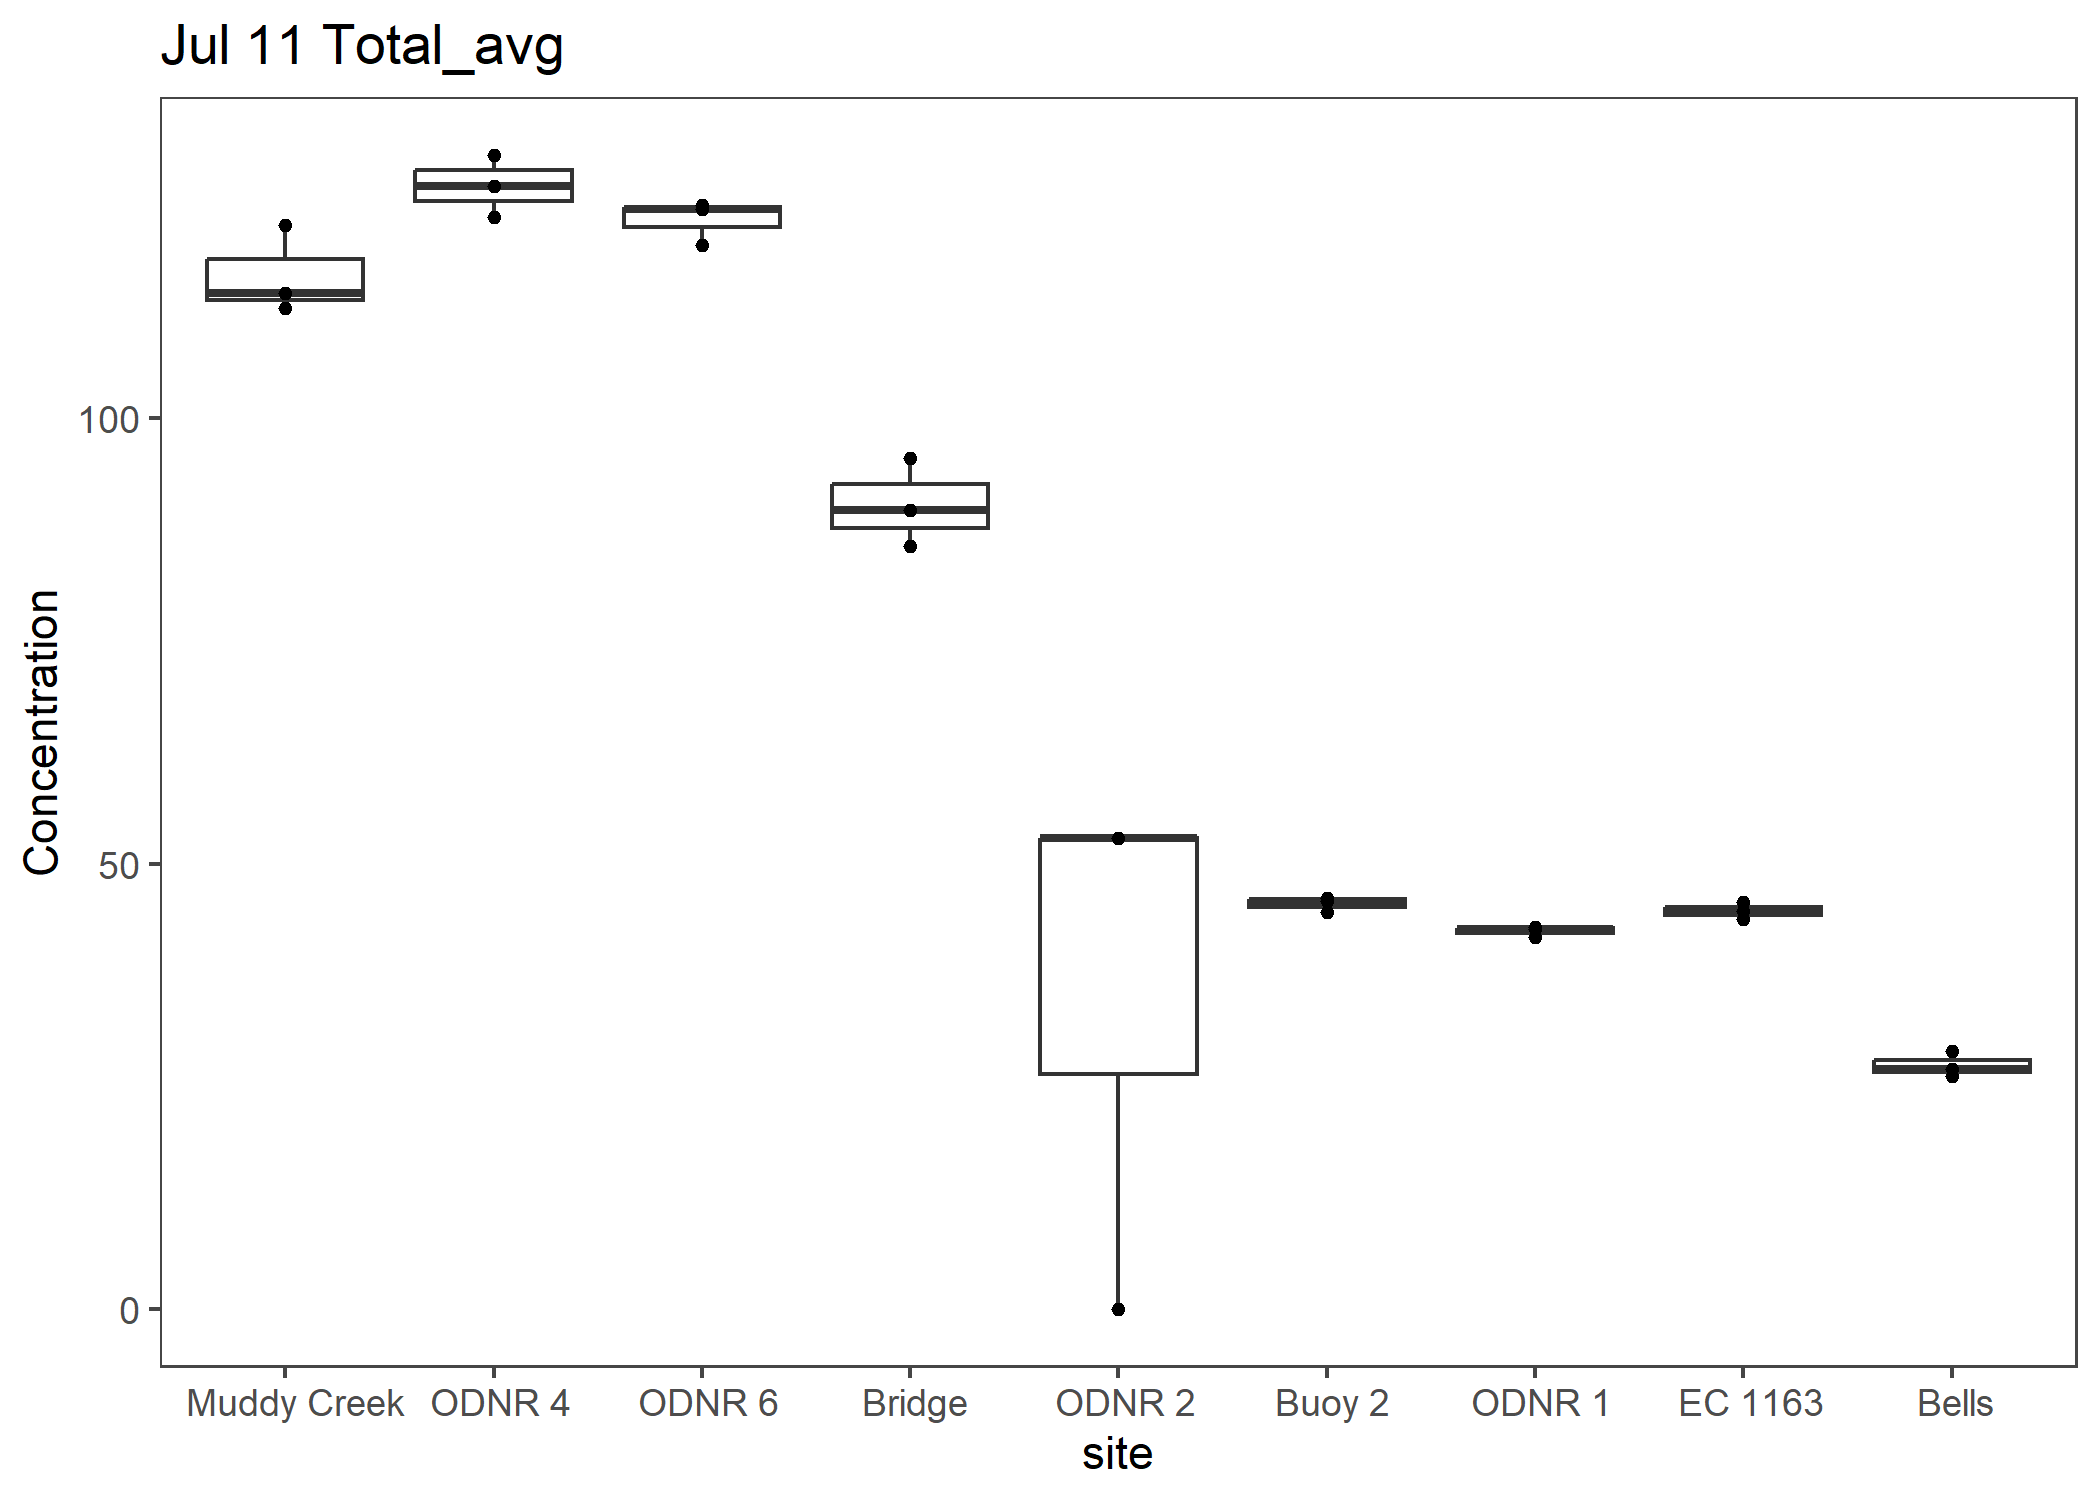 Jul 11 Total_avg
Concentration
100
50
0
Muddy Creek ODNR 4 ODNR 6 Bridge ODNR 2 Buoy 2 ODNR 1 EC 1163 Bells
site